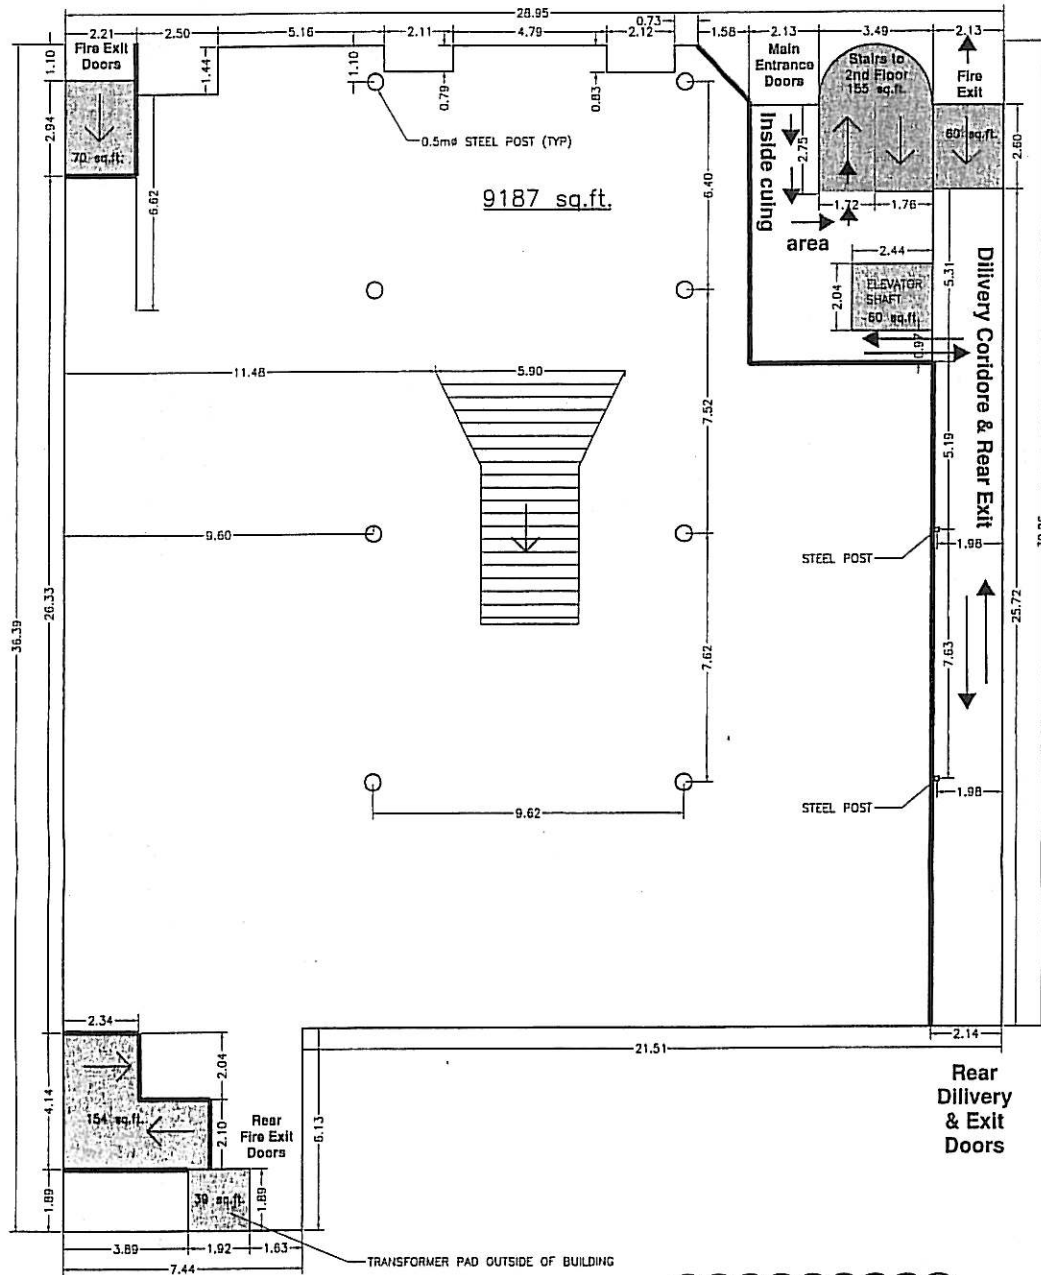 28.95
0.73
2.21
2.50
5.16
2.11
4.79
2.12
1.58
2.13
3.49
2.13
Fire Exit
Doors
Main
Entrance
Doors
Stairs to
2nd Floor
155 sq.ft.
Fire
Exit
1.10
1.44
1.10
0.79
0.83
2.94
70 sq.ft.
0.5mø STEEL POST (TYP)
60 sq.ft.
2.60
Inside cuing
area
2.75
6.62
9187 sq.ft.
6.40
1.72
1.76
2.44
2.04
ELEVATOR
SHAFT
60 sq.ft.
5.31
0.97
Dilivery Coridore & Rear Exit
11.48
5.90
7.52
5.19
9.60
STEEL POST
1.98
36.39
26.33
25.72
7.62
7.63
9.62
STEEL POST
1.98
2.34
2.14
21.51
4.14
2.04
154 sq.ft.
2.10
Rear
Fire Exit
Doors
6.13
Rear
Dilivery
& Exit
Doors
1.89
39 sq.ft.
1.89
3.89
1.92
1.63
7.44
TRANSFORMER PAD OUTSIDE OF BUILDING